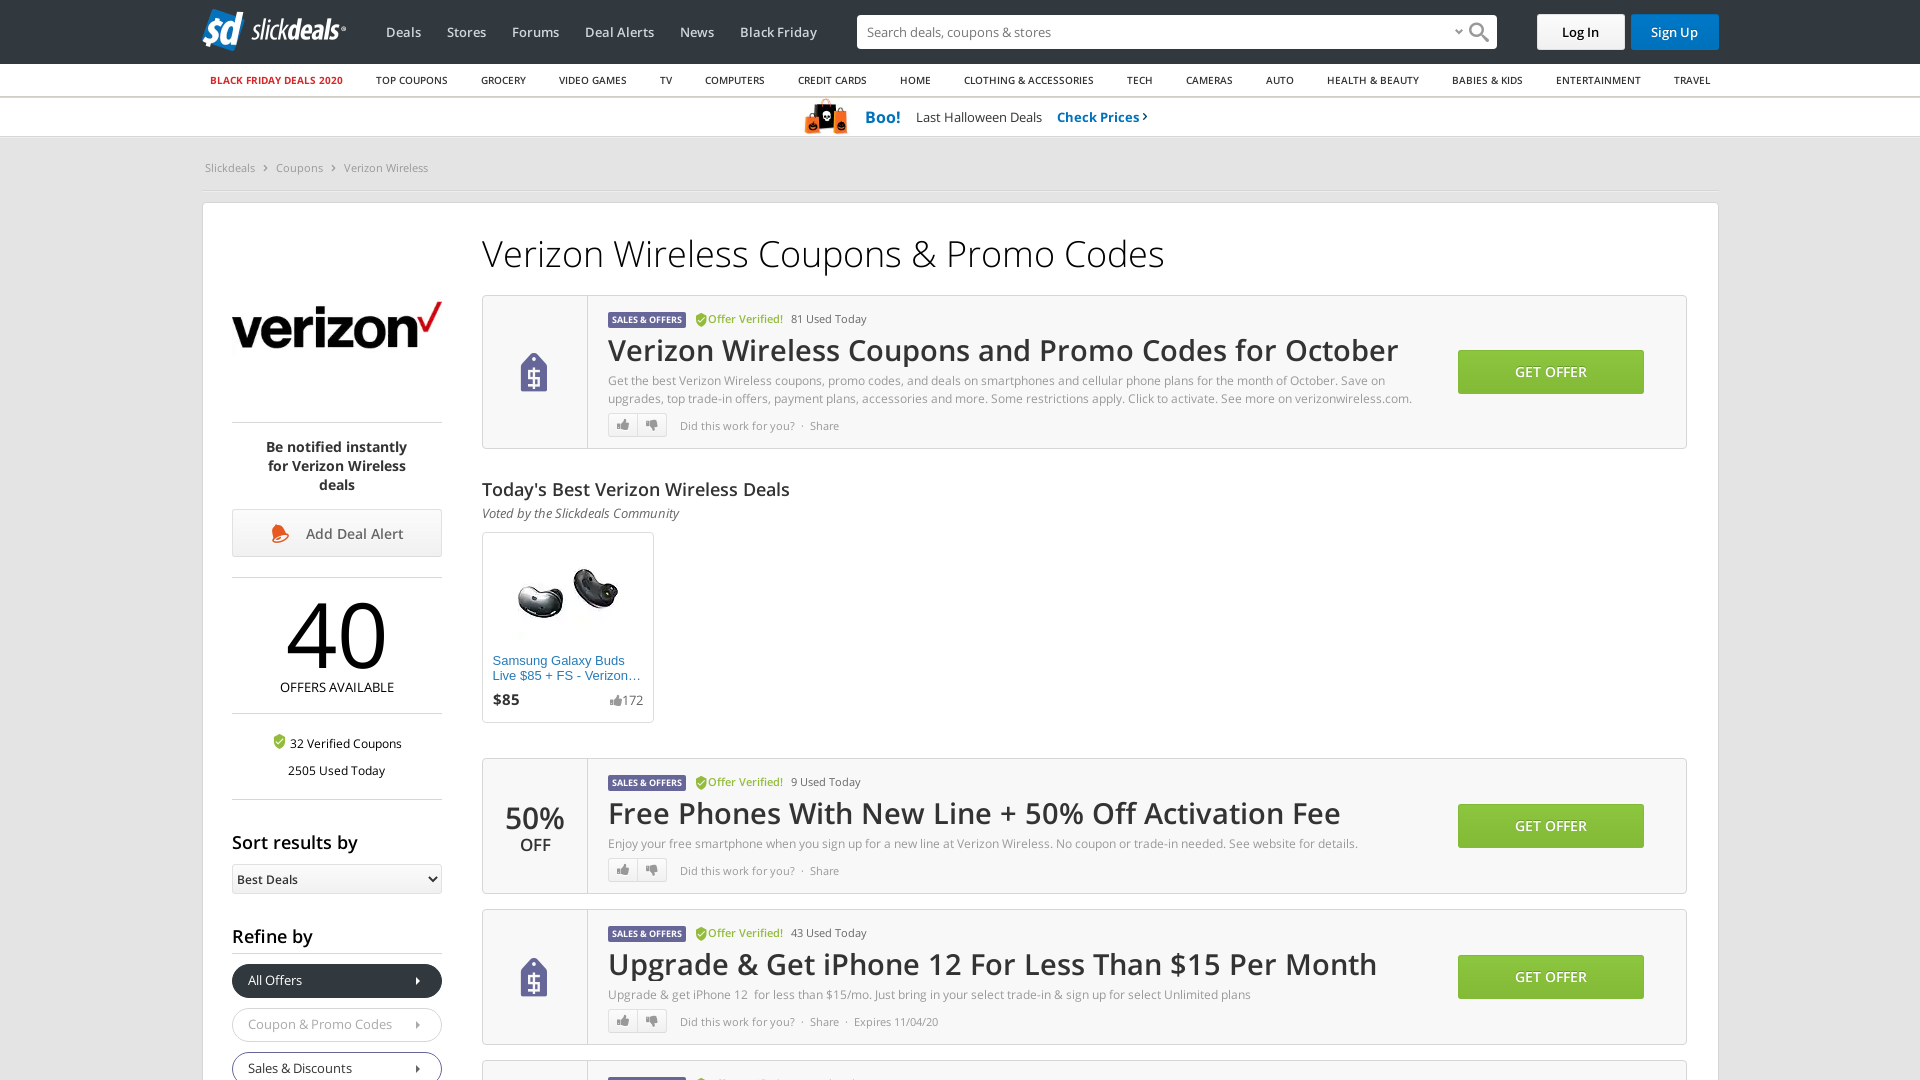 sd slickdeals
Deals
Stores
Forums
Deal Alerts
News
Black Friday
Search deals, coupons & stores
Log In
Sign Up
BLACK FRIDAY DEALS 2020
TOP COUPONS
GROCERY
VIDEO GAMES
TV
COMPUTERS
CREDIT CARDS
HOME
CLOTHING & ACCESSORIES
TECH
CAMERAS
AUTO
HEALTH & BEAUTY
BABIES & KIDS
ENTERTAINMENT
TRAVEL
Boo! Last Halloween Deals Check Prices
Slickdeals
Coupons
Verizon Wireless
verizon
Be notified instantly
for Verizon Wireless
deals
Add Deal Alert
40
OFFERS AVAILABLE
32 Verified Coupons
2505 Used Today
Sort results by
Best Deals
Refine by
All Offers
Coupon & Promo Codes
Sales & Discounts
Verizon Wireless Coupons & Promo Codes
SALES & OFFERS Offer Verified! 81 Used Today
Verizon Wireless Coupons and Promo Codes for October
Get the best Verizon Wireless coupons, promo codes, and deals on smartphones and cellular phone plans for the month of October. Save on
upgrades, top trade-in offers, payment plans, accessories and more. Some restrictions apply. Click to activate. See more on verizonwireless.com.
Did this work for you? · Share
GET OFFER
Today's Best Verizon Wireless Deals
Voted by the Slickdeals Community
Samsung Galaxy Buds
Live $85 + FS - Verizon…
$85 172
50%
OFF
SALES & OFFERS Offer Verified! 9 Used Today
Free Phones With New Line + 50% Off Activation Fee
Enjoy your free smartphone when you sign up for a new line at Verizon Wireless. No coupon or trade-in needed. See website for details.
Did this work for you? · Share
GET OFFER
SALES & OFFERS Offer Verified! 43 Used Today
Upgrade & Get iPhone 12 For Less Than $15 Per Month
Upgrade & get iPhone 12 for less than $15/mo. Just bring in your select trade-in & sign up for select Unlimited plans
Did this work for you? · Share · Expires 11/04/20
GET OFFER